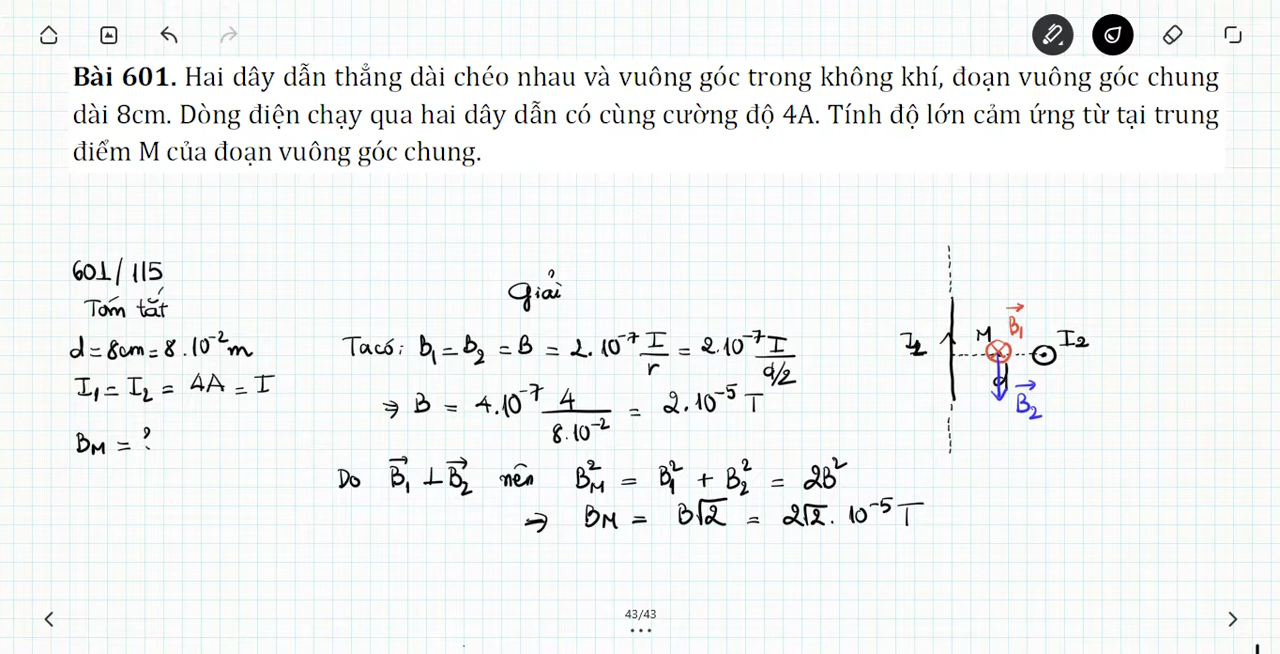 Bài 601. Hai dây dẫn thẳng dài chéo nhau và vuông góc trong không khí, đoạn vuông góc chung
dài 8cm. Dòng điện chạy qua hai dây dẫn có cùng cường độ 4A. Tính độ lớn cảm ứng từ tại trung
điểm M của đoạn vuông góc chung.
601/115
Tóm tắt
d = 8cm = 8.10⁻² m
I₁ = I₂ = 4A = I
B_M = ?
Giải
Ta có: B₁ = B₂ = B = 2.10⁻⁷ I/r = 2.10⁻⁷ I/(d/2)
⇒ B = 4.10⁻⁷ 4/(8.10⁻²) = 2.10⁻⁵ T
Do B₁⃗ ⊥ B₂⃗ nên B_M² = B₁² + B₂² = 2B²
⇒ B_M = B√2 = 2√2.10⁻⁵ T
B₁⃗
M
I₂
d
B₂⃗
43/43